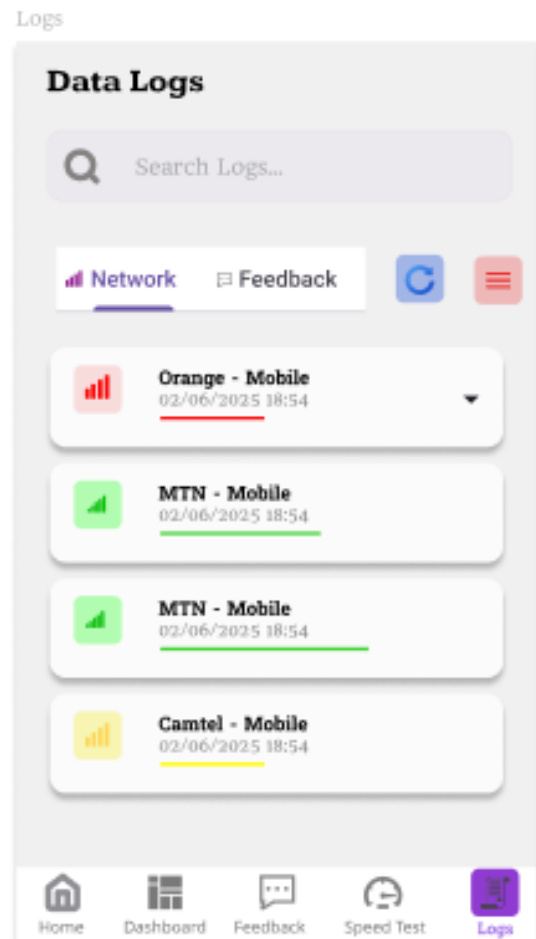 Logs
Data Logs
Search Logs...
Network
Feedback
Orange - Mobile
02/06/2025 18:54
MTN - Mobile
02/06/2025 18:54
MTN - Mobile
02/06/2025 18:54
Camtel - Mobile
02/06/2025 18:54
Home Dashboard Feedback Speed Test Logs